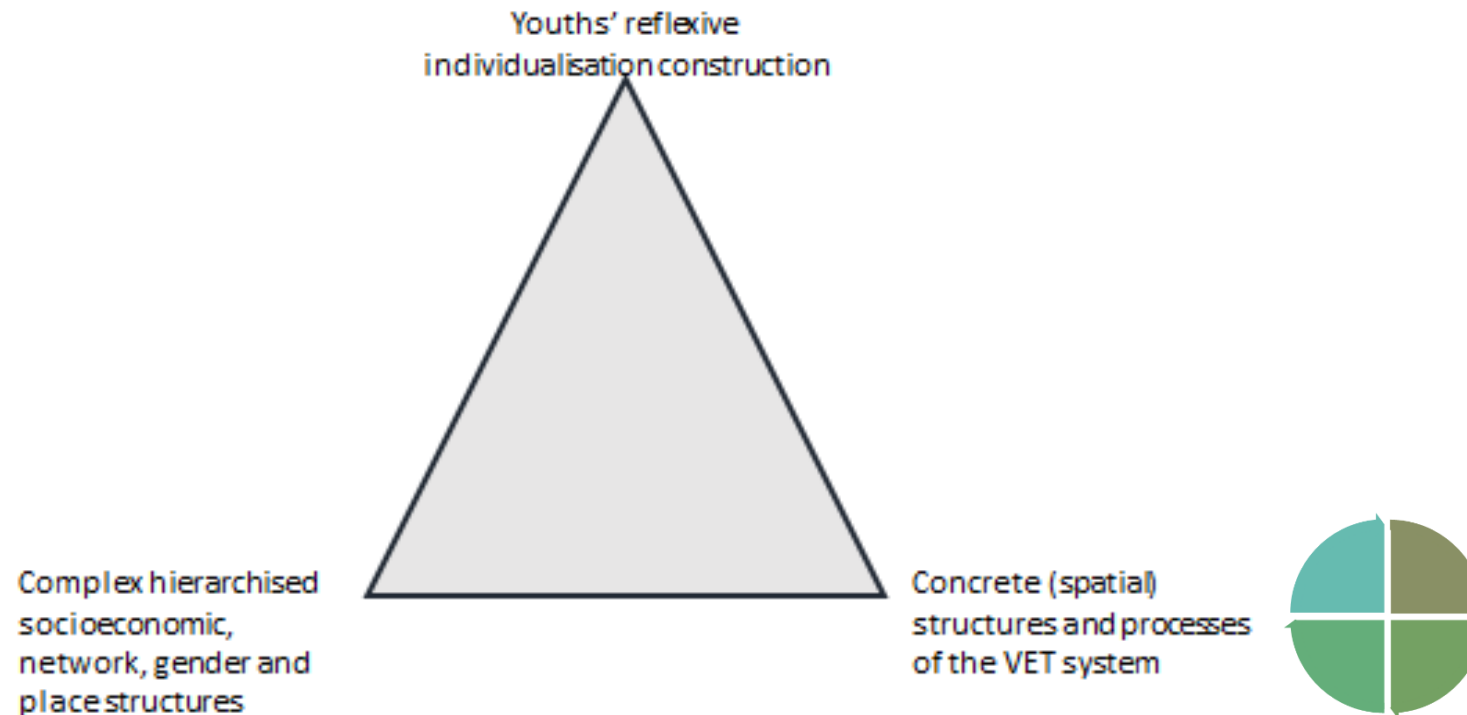 Youths’ reflexive
individualisation construction
Complex hierarchised
socioeconomic,
network, gender and
place structures
Concrete (spatial)
structures and processes
of the VET system